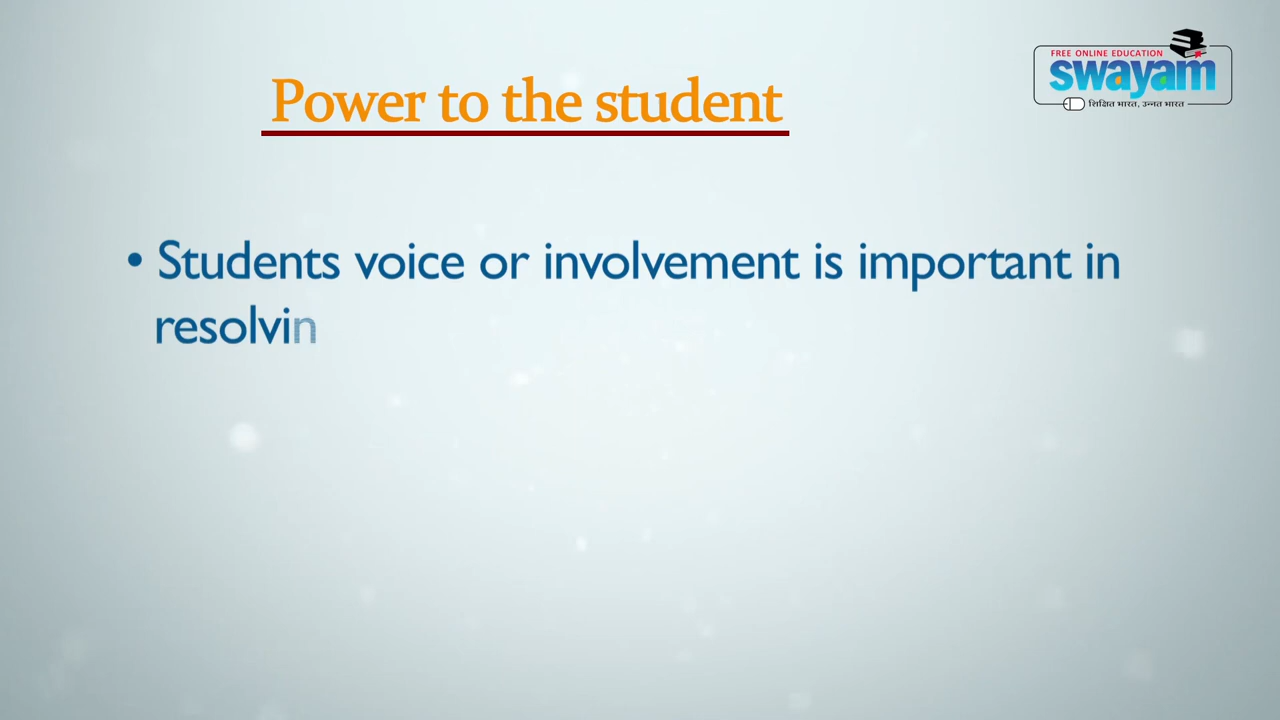 FREE ONLINE EDUCATION
swayam
शिक्षित भारत, उन्नत भारत
Power to the student
• Students voice or involvement is important in
resolvin